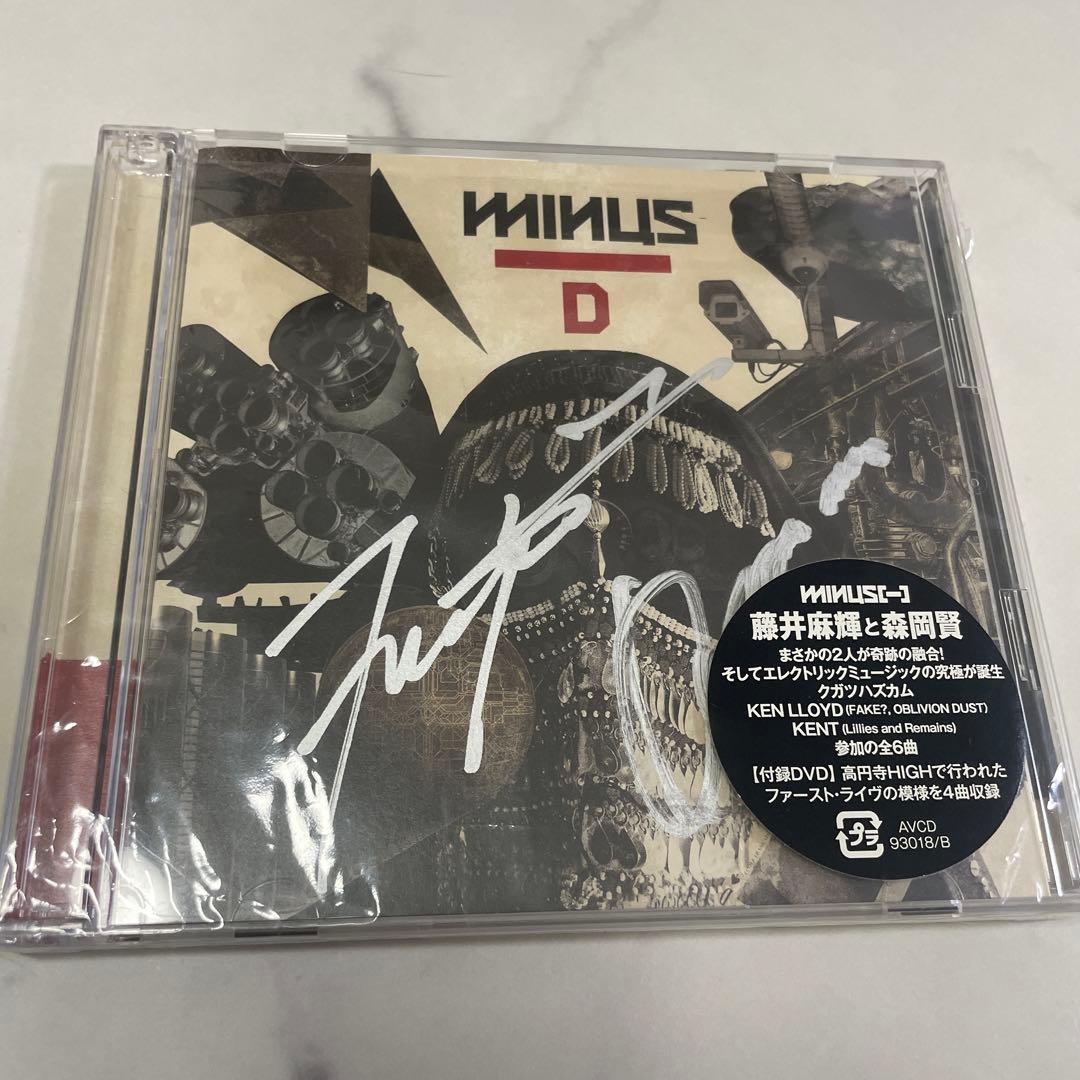 MINUS
D
MINUS[–]
藤井麻輝と森岡賢
まさかの2人が奇跡の融合!
そしてエレクトリックミュージックの究極が誕生
クガツハズカム
KEN LLOYD (FAKE?, OBLIVION DUST)
KENT (Lillies and Remains)
参加の全6曲
【付録DVD】高円寺HIGHで行われた
ファースト・ライヴの模様を4曲収録
プラ
AVCD
93018/B